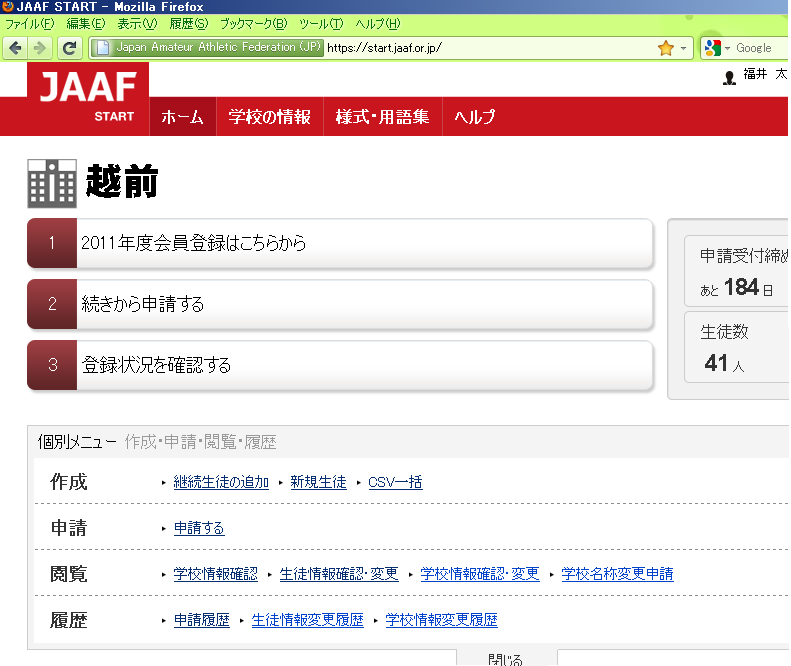 JAAF START - Mozilla Firefox
ファイル(F) 編集(E) 表示(V) 履歴(S) ブックマーク(B) ツール(T) ヘルプ(H)
Japan Amateur Athletic Federation (JP) https://start.jaaf.or.jp/ Google
福井 太
JAAF
START
ホーム 学校の情報 様式・用語集 ヘルプ
越前
1 2011年度会員登録はこちらから
2 続きから申請する
3 登録状況を確認する
申請受付締め
あと 184 日
生徒数
41 人
個別メニュー 作成・申請・閲覧・履歴
作成 継続生徒の追加 新規生徒 CSV一括
申請 申請する
閲覧 学校情報確認 生徒情報確認・変更 学校情報確認・変更 学校名称変更申請
履歴 申請履歴 生徒情報変更履歴 学校情報変更履歴
閉じる